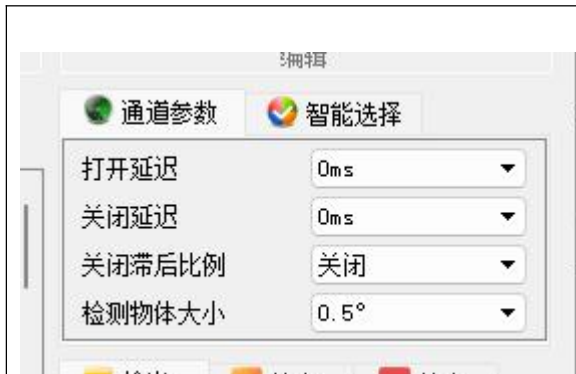 编辑
通道参数 智能选择
打开延迟 0ms
关闭延迟 0ms
关闭滞后比例 关闭
检测物体大小 0.5°